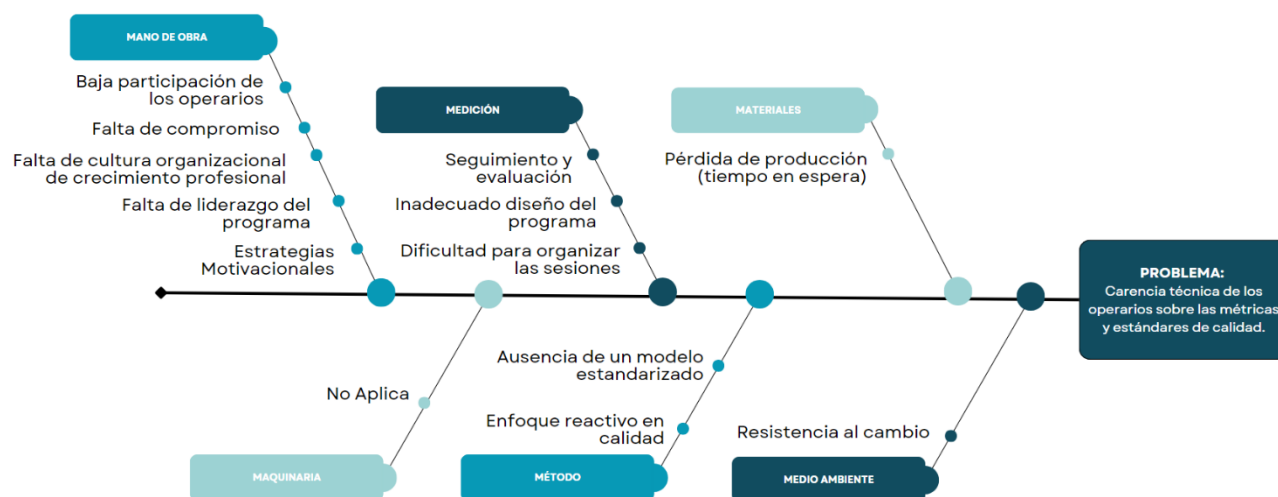 MANO DE OBRA
Baja participación de
los operarios
Falta de compromiso
Falta de cultura organizacional
de crecimiento profesional
Falta de liderazgo del
programa
Estrategias
Motivacionales
MEDICIÓN
Seguimiento y
evaluación
Inadecuado diseño del
programa
Dificultad para organizar
las sesiones
MATERIALES
Pérdida de producción
(tiempo en espera)
PROBLEMA:
Carencia técnica de los
operarios sobre las métricas
y estándares de calidad.
No Aplica
MAQUINARIA
Ausencia de un modelo
estandarizado
Enfoque reactivo en
calidad
MÉTODO
Resistencia al cambio
MEDIO AMBIENTE